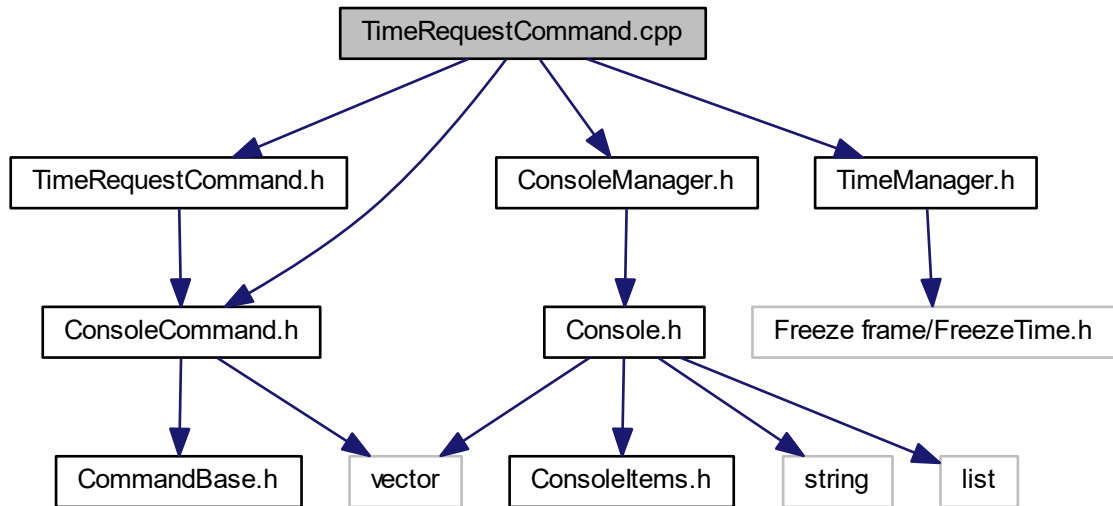 TimeRequestCommand.cpp
TimeRequestCommand.h
ConsoleManager.h
TimeManager.h
ConsoleCommand.h
Console.h
Freeze frame/FreezeTime.h
CommandBase.h
vector
ConsoleItems.h
string
list